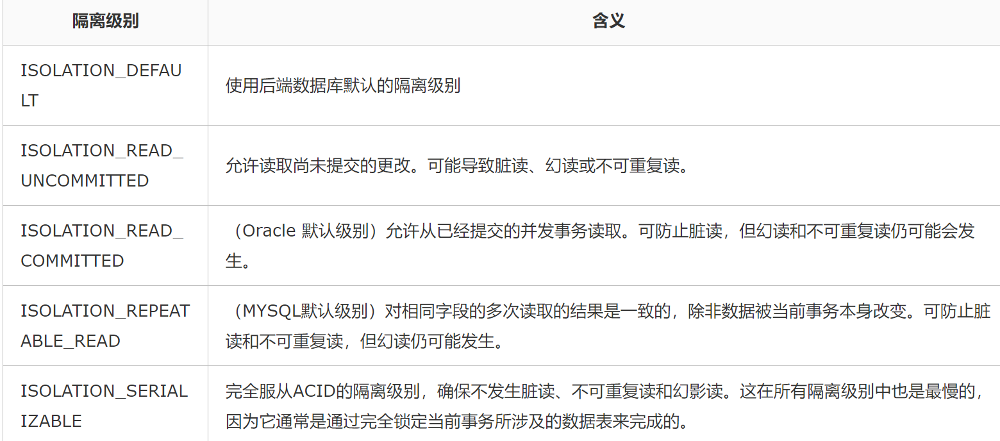 隔离级别 含义
ISOLATION_DEFAU
LT
使用后端数据库默认的隔离级别
ISOLATION_READ_
UNCOMMITTED
允许读取尚未提交的更改。可能导致脏读、幻读或不可重复读。
ISOLATION_READ_
COMMITTED
（Oracle 默认级别）允许从已经提交的并发事务读取。可防止脏读，但幻读和不可重复读仍可能会发
生。
ISOLATION_REPEAT
ABLE_READ
（MYSQL默认级别）对相同字段的多次读取的结果是一致的，除非数据被当前事务本身改变。可防止脏
读和不可重复读，但幻读仍可能发生。
ISOLATION_SERIAL
IZABLE
完全服从ACID的隔离级别，确保不发生脏读、不可重复读和幻影读。这在所有隔离级别中也是最慢的，
因为它通常是通过完全锁定当前事务所涉及的数据表来完成的。